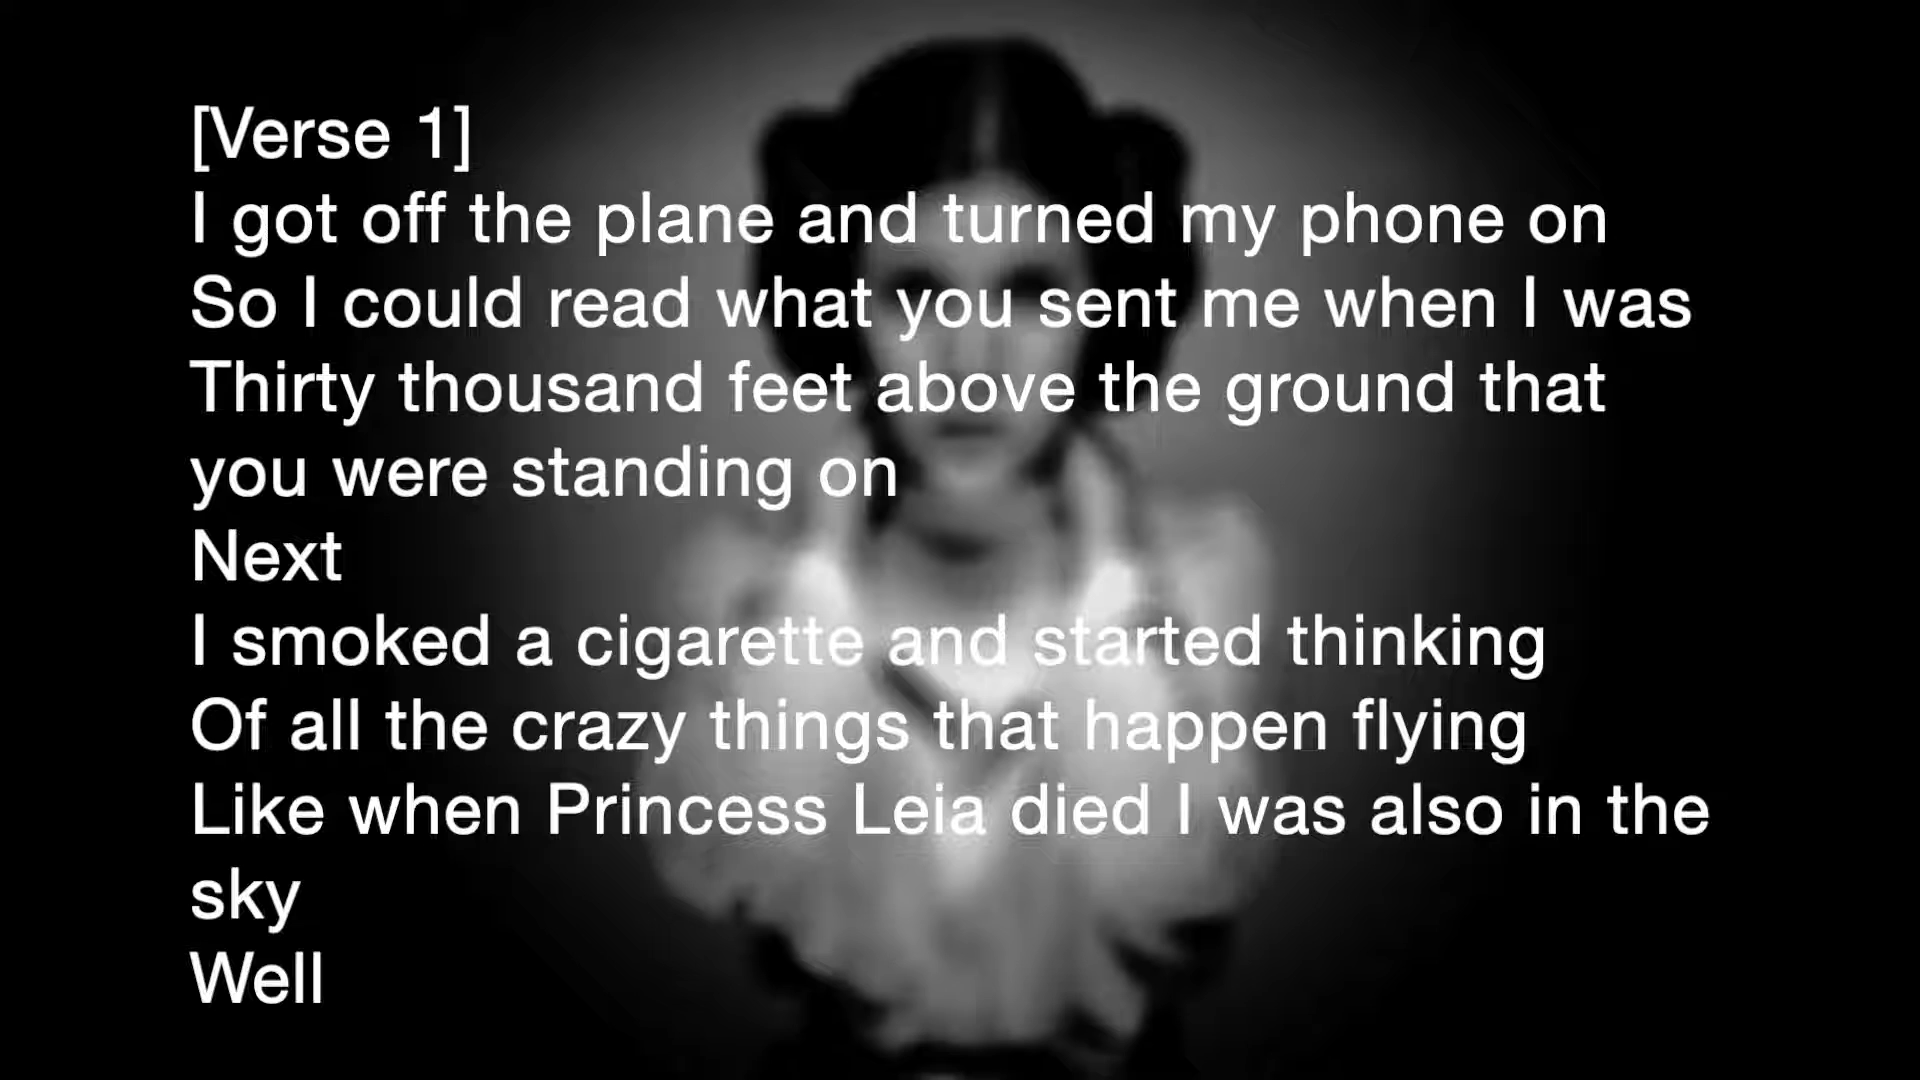 [Verse 1]
I got off the plane and turned my phone on
So I could read what you sent me when I was
Thirty thousand feet above the ground that
you were standing on
Next
I smoked a cigarette and started thinking
Of all the crazy things that happen flying
Like when Princess Leia died I was also in the
sky
Well